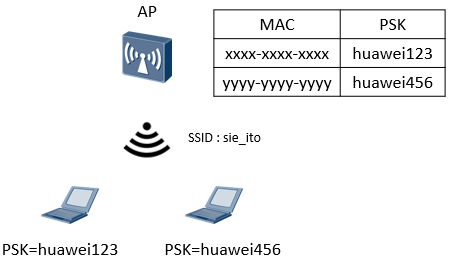 AP
MAC PSK
xxxx-xxxx-xxxx huawei123
yyyy-yyyy-yyyy huawei456
SSID : sie_ito
PSK=huawei123 PSK=huawei456